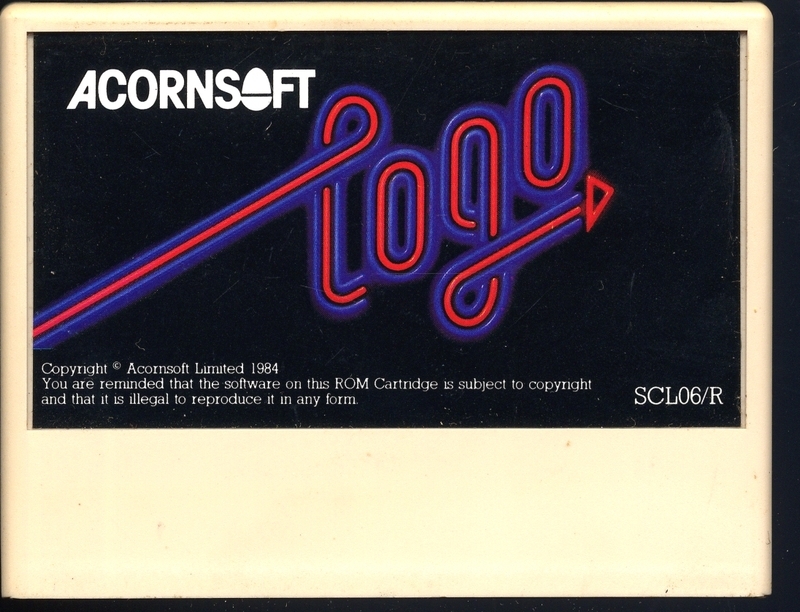 ACORNSOFT
Logo
Copyright © Acornsoft Limited 1984
You are reminded that the software on this ROM Cartridge is subject to copyright
and that it is illegal to reproduce it in any form.
SCL06/R